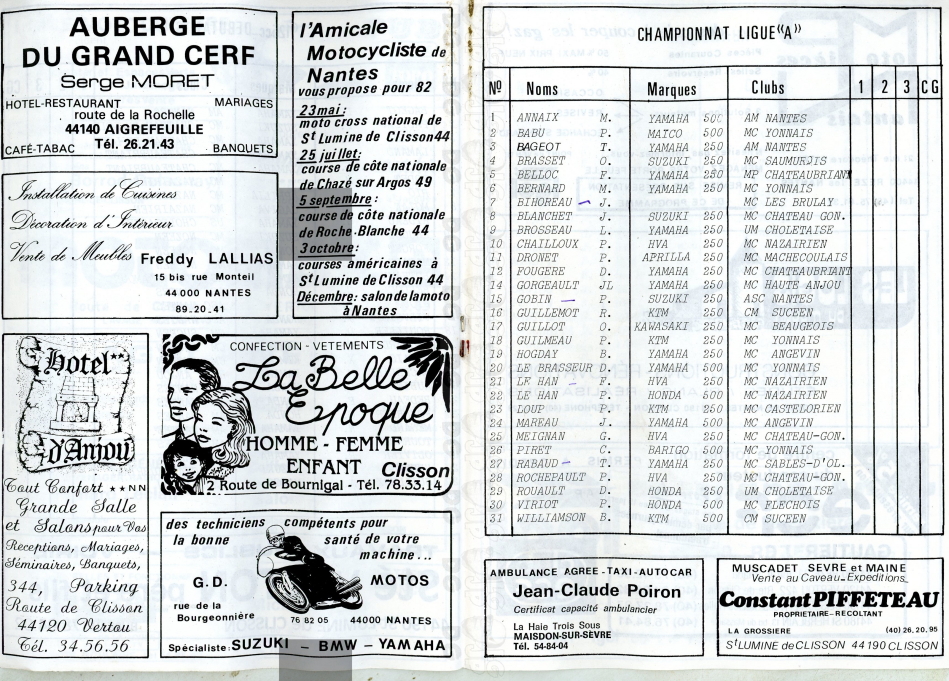 AUBERGE
DU GRAND CERF
Serge MORET
HOTEL-RESTAURANT MARIAGES
route de la Rochelle
44140 AIGREFEUILLE
Tél. 26.21.43
CAFÉ-TABAC BANQUETS
Installation de Cuisines
Décoration d'Intérieur
Vente de Meubles Freddy LALLIAS
15 bis rue Monteil
44000 NANTES
89_20_41
l'Amicale
Motocycliste de
Nantes
vous propose pour 82
23 mai:
moto cross national de
St Lumine de Clisson 44
25 juillet:
course de côte nationale
de Chazé sur Argos 49
5 septembre:
course de côte nationale
de Roche-Blanche 44
3 octobre:
courses américaines à
St Lumine de Clisson 44
Décembre: salon de la moto
à Nantes
Hotel**
d'Anjou
Tout Confort **NN
Grande Salle
et Salons pour Vos
Receptions, Mariages,
Séminaires, Banquets,
344, Parking
Route de Clisson
44120 Vertou
Tél. 34.56.56
CONFECTION - VETEMENTS
La Belle
Epoque
HOMME - FEMME
ENFANT Clisson
2 Route de Bournigal - Tél. 78.33.14
des techniciens compétents pour
la bonne santé de votre
machine...
G.D. MOTOS
rue de la
Bourgeonnière 76 82 05 44000 NANTES
Spécialiste: SUZUKI - BMW - YAMAHA
CHAMPIONNAT LIGUE "A"
Nº Noms Marques Clubs 1 2 3 CG
1 ANNAIX M. YAMAHA 500 AM NANTES
2 BABU P. MAICO 500 MC YONNAIS
3 BAGEOT T. YAMAHA 250 AM NANTES
4 BRASSET O. SUZUKI 250 MC SAUMUROIS
5 BELLOC P. YAMAHA 250 MP CHATEAUBRIANT
6 BERNARD M. YAMAHA 250 MC YONNAIS
7 BIHOREAU J. MC LES BRULAY
8 BLANCHET J. SUZUKI 250 MC CHATEAU GON.
9 BROSSEAU L. YAMAHA 250 UM CHOLETAISE
10 CHAILLOUX P. HVA 250 MC NAZAIRIEN
11 DRONET P. APRILLA 250 MC MACHECOULAIS
12 FOUGERE D. YAMAHA 250 MC CHATEAUBRIANT
14 GORGEAULT JL YAMAHA 250 MC HAUTE ANJOU
15 GOBIN P. SUZUKI 250 ASC NANTES
16 GUILLEMOT R. KTM 250 CM SUCEEN
17 GUILLOT O. KAWASAKI 250 MC BEAUGEOIS
18 GUILMEAU P. KTM 250 MC YONNAIS
19 HOGDAY B. YAMAHA 250 MC ANGEVIN
20 LE BRASSEUR D. YAMAHA 500 MC YONNAIS
21 LE HAN F. HVA 250 MC NAZAIRIEN
22 LE HAN P. HONDA 500 MC NAZAIRIEN
23 LOUP P. KTM 250 MC CASTELORIEN
24 MAREAU J. YAMAHA 500 MC ANGEVIN
25 MEIGNAN G. HVA 250 MC CHATEAU-GON.
26 PIRET C. BARIGO 500 MC YONNAIS
27 RABAUD T. YAMAHA 250 MC SABLES-D'OL.
28 ROCHEPAULT P. HVA 250 MC CHATEAU-GON.
29 ROUAULT D. HONDA 250 UM CHOLETAISE
30 VIRIOT P. HONDA 500 MC FLECHOIS
31 WILLIAMSON B. KTM 500 CM SUCEEN
AMBULANCE AGREE - TAXI - AUTOCAR
Jean-Claude Poiron
Certificat capacité ambulancier
La Haie Trois Sous
MAISDON-SUR-SÈVRE
Tél. 54-84-04
MUSCADET SEVRE et MAINE
Vente au Caveau - Expeditions
Constant PIFFETEAU
PROPRIETAIRE - RÉCOLTANT
LA GROSSIERE (40) 26.20.95
St LUMINE de CLISSON 44190 CLISSON